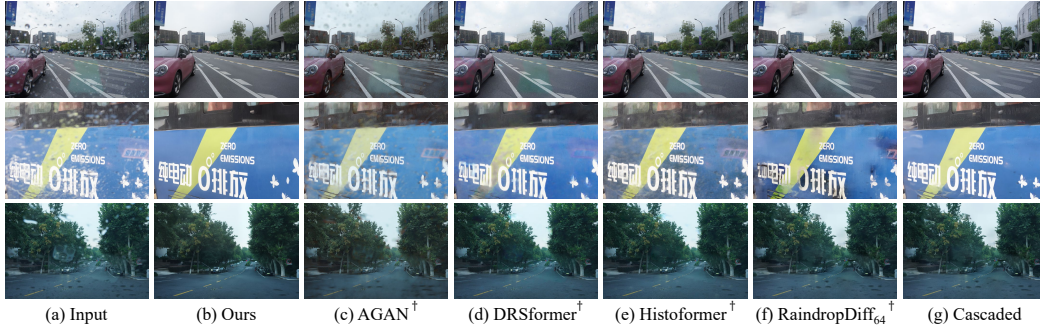 ZERO
EMISSIONS
纯电动 0排放
ZERO
EMISSIONS
纯电动 0排放
ZERO
EMISSIONS
纯电动 0排放
ZERO
EMISSIONS
纯电动 0排放
ZERO
EMISSIONS
纯电动 0排放
ZERO
EMISSIONS
纯电动 0排放
ZERO
EMISSIONS
纯电动 0排放
(a) Input
(b) Ours
(c) AGAN†
(d) DRSformer†
(e) Histoformer†
(f) RaindropDiff₆₄†
(g) Cascaded